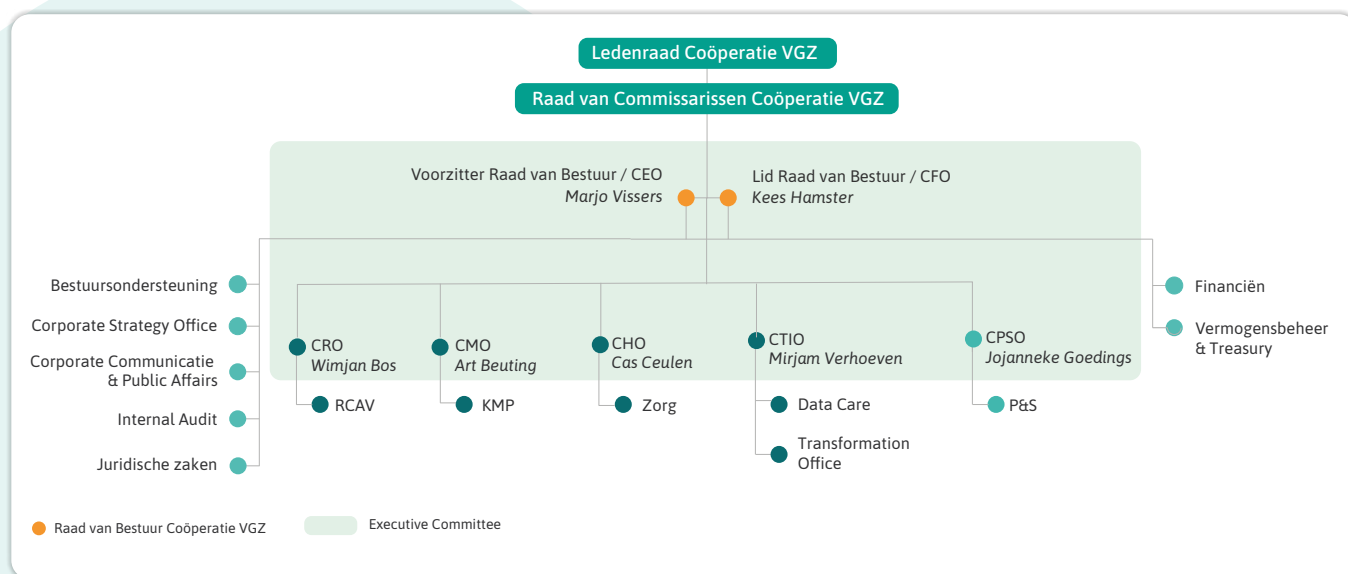 Ledenraad Coöperatie VGZ
Raad van Commissarissen Coöperatie VGZ
Voorzitter Raad van Bestuur / CEO
Marjo Vissers
Lid Raad van Bestuur / CFO
Kees Hamster
Bestuursondersteuning
Corporate Strategy Office
Corporate Communicatie
& Public Affairs
Internal Audit
Juridische zaken
CRO
Wimjan Bos
RCAV
CMO
Art Beuting
KMP
CHO
Cas Ceulen
Zorg
CTIO
Mirjam Verhoeven
Data Care
Transformation
Office
CPSO
Jojanneke Goedings
P&S
Financiën
Vermogensbeheer
& Treasury
Raad van Bestuur Coöperatie VGZ
Executive Committee